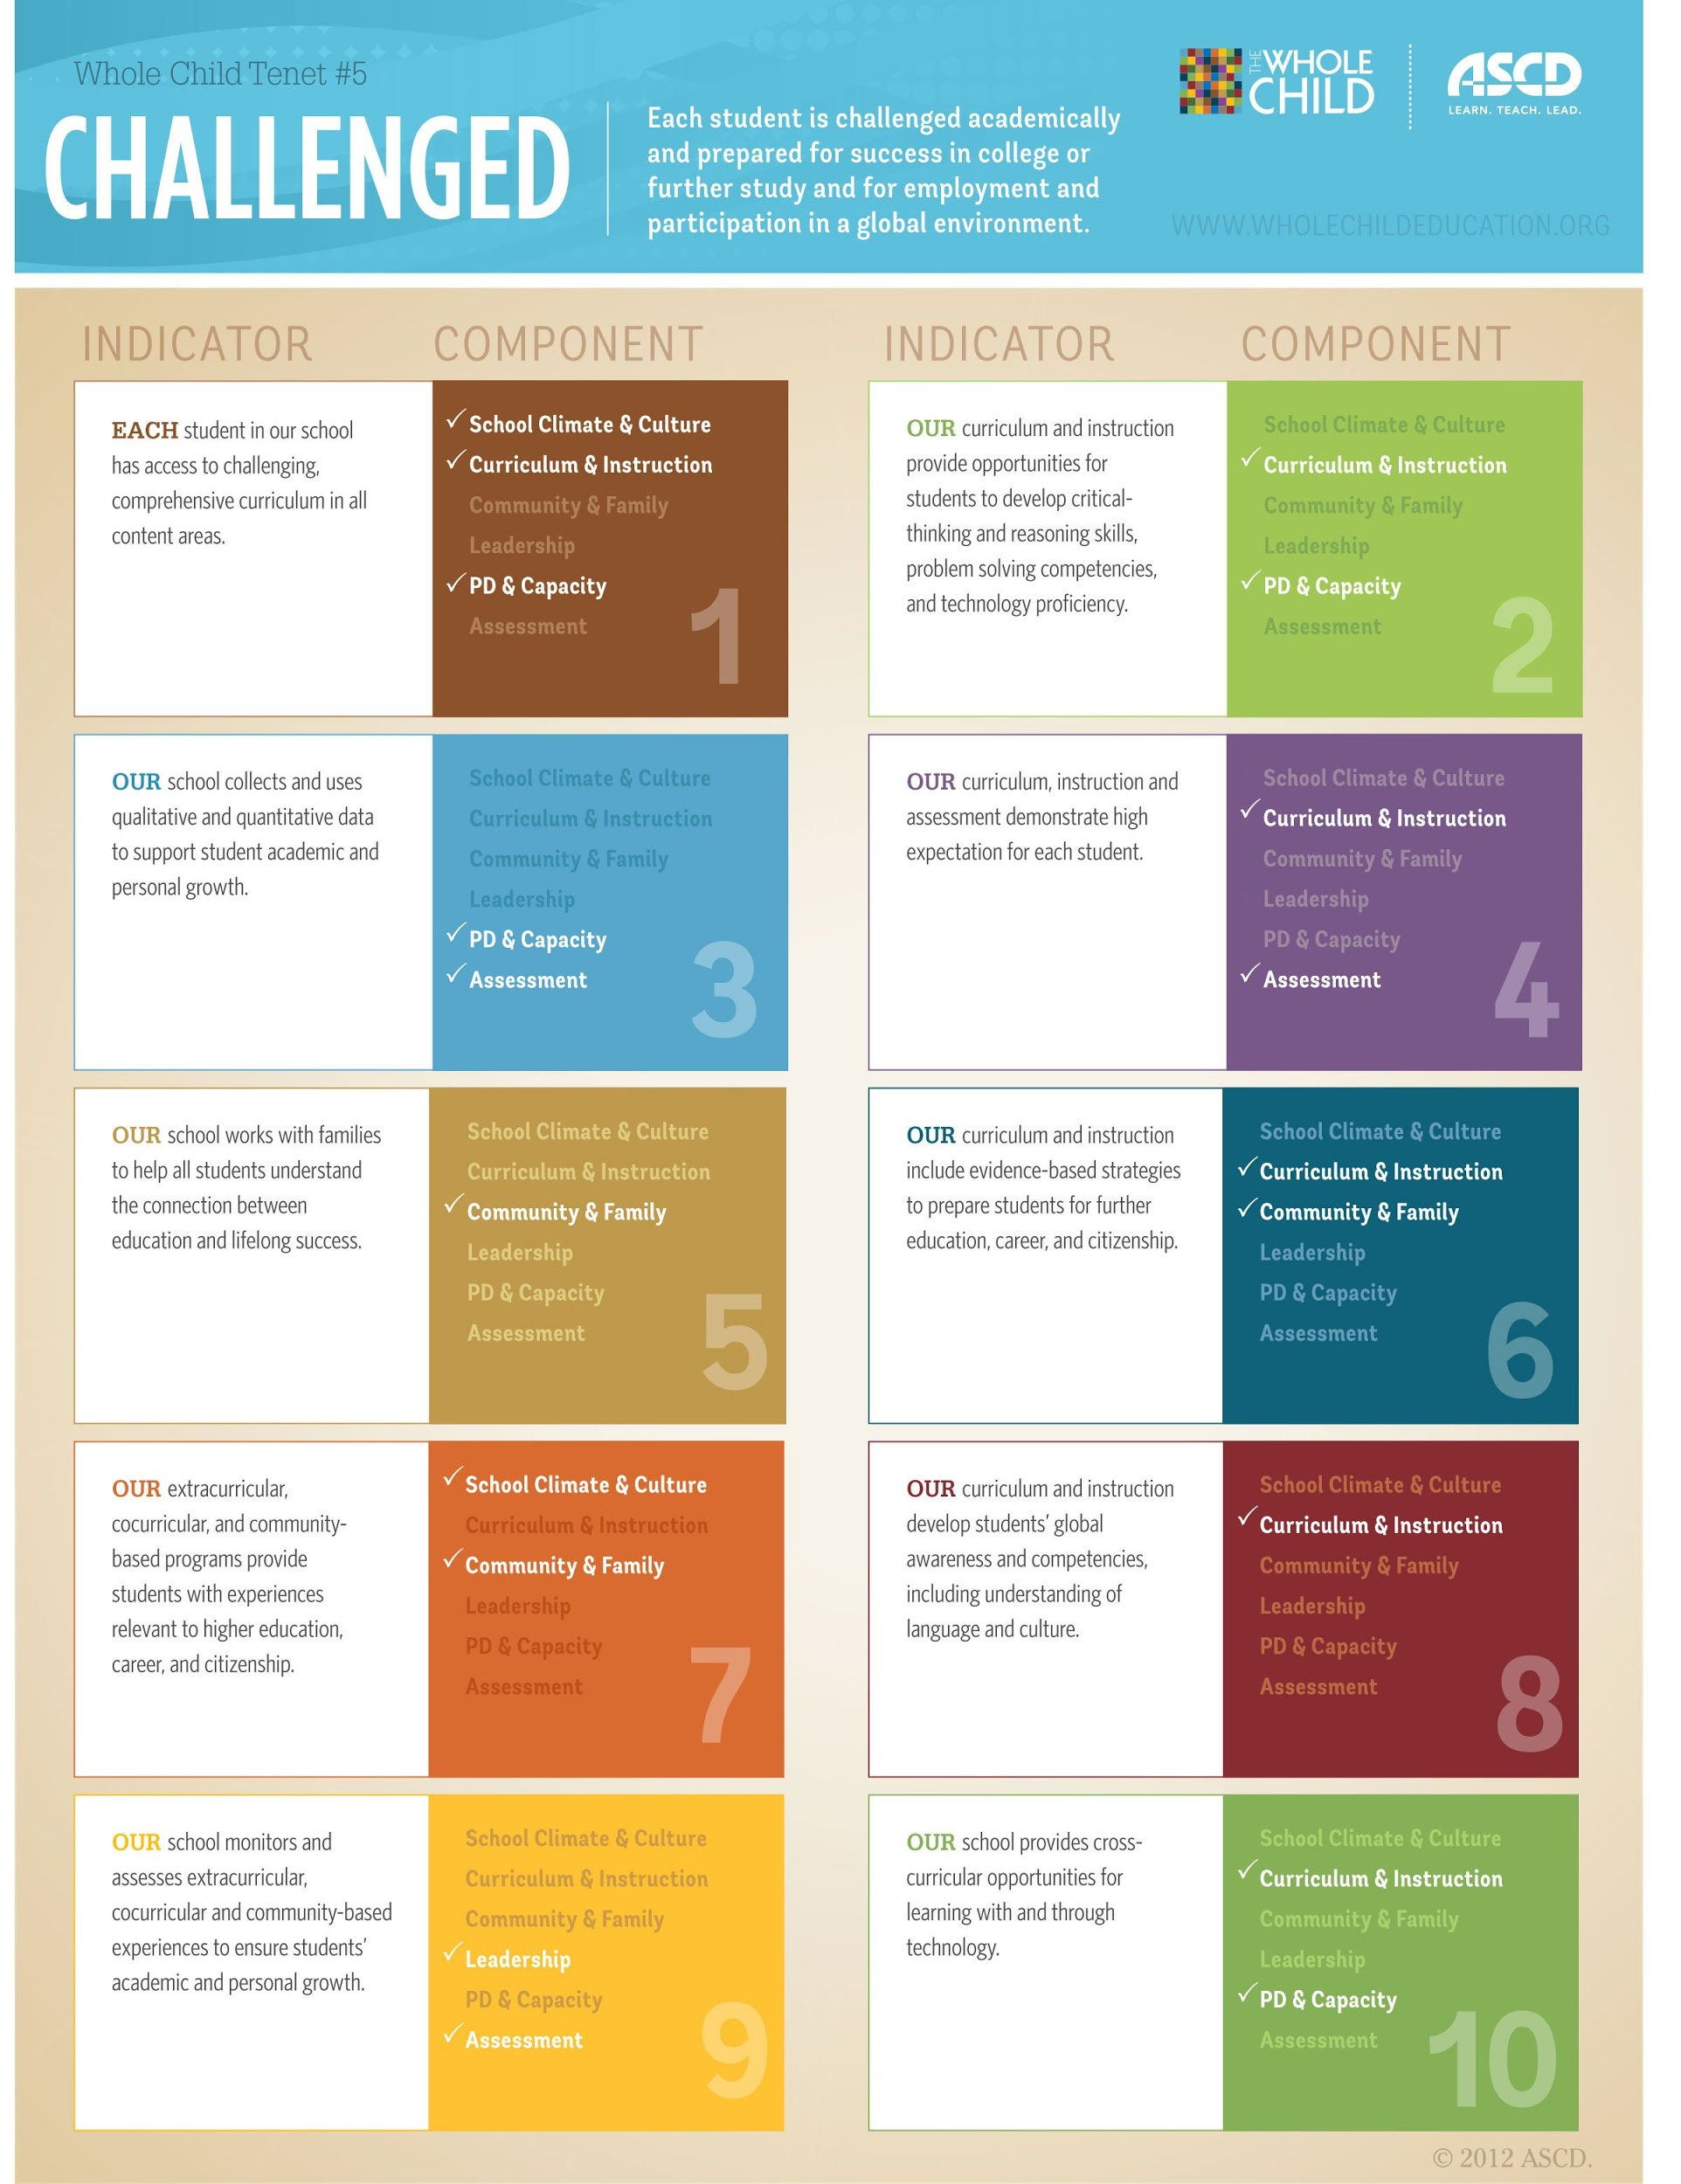 Whole Child Tenet #5
CHALLENGED
Each student is challenged academically
and prepared for success in college or
further study and for employment and
participation in a global environment.
THE WHOLE
CHILD
ASCD
LEARN. TEACH. LEAD.
WWW.WHOLECHILDEDUCATION.ORG
INDICATOR
COMPONENT
INDICATOR
COMPONENT
EACH student in our school
has access to challenging,
comprehensive curriculum in all
content areas.
✓ School Climate & Culture
✓ Curriculum & Instruction
Community & Family
Leadership
✓ PD & Capacity
Assessment
1
OUR curriculum and instruction
provide opportunities for
students to develop critical-
thinking and reasoning skills,
problem solving competencies,
and technology proficiency.
School Climate & Culture
✓ Curriculum & Instruction
Community & Family
Leadership
✓ PD & Capacity
Assessment
2
OUR school collects and uses
qualitative and quantitative data
to support student academic and
personal growth.
School Climate & Culture
Curriculum & Instruction
Community & Family
Leadership
✓ PD & Capacity
✓ Assessment
3
OUR curriculum, instruction and
assessment demonstrate high
expectation for each student.
School Climate & Culture
✓ Curriculum & Instruction
Community & Family
Leadership
PD & Capacity
✓ Assessment
4
OUR school works with families
to help all students understand
the connection between
education and lifelong success.
School Climate & Culture
Curriculum & Instruction
✓ Community & Family
Leadership
PD & Capacity
Assessment
5
OUR curriculum and instruction
include evidence-based strategies
to prepare students for further
education, career, and citizenship.
School Climate & Culture
✓ Curriculum & Instruction
✓ Community & Family
Leadership
PD & Capacity
Assessment
6
OUR extracurricular,
cocurricular, and community-
based programs provide
students with experiences
relevant to higher education,
career, and citizenship.
✓ School Climate & Culture
Curriculum & Instruction
✓ Community & Family
Leadership
PD & Capacity
Assessment
7
OUR curriculum and instruction
develop students’ global
awareness and competencies,
including understanding of
language and culture.
School Climate & Culture
✓ Curriculum & Instruction
Community & Family
Leadership
PD & Capacity
Assessment
8
OUR school monitors and
assesses extracurricular,
cocurricular and community-based
experiences to ensure students’
academic and personal growth.
School Climate & Culture
Curriculum & Instruction
Community & Family
✓ Leadership
PD & Capacity
✓ Assessment
9
OUR school provides cross-
curricular opportunities for
learning with and through
technology.
School Climate & Culture
✓ Curriculum & Instruction
Community & Family
Leadership
✓ PD & Capacity
Assessment
10
© 2012 ASCD.